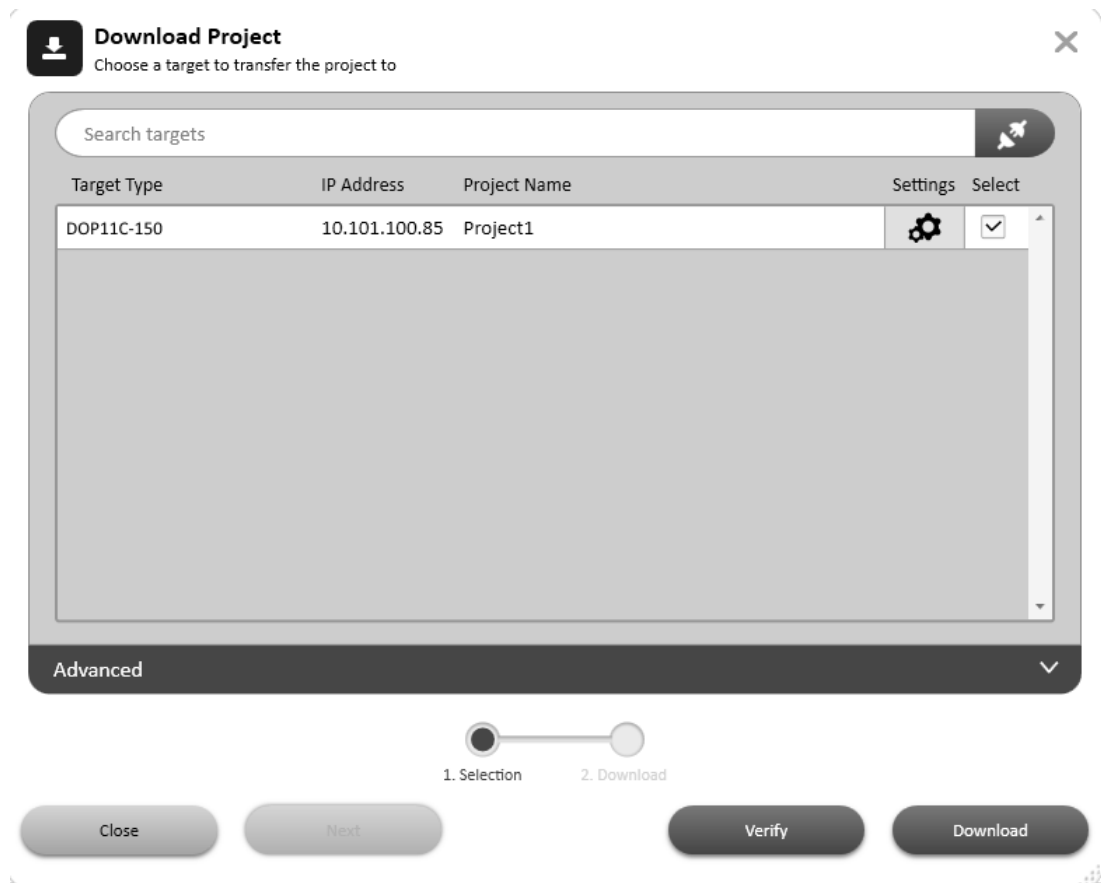 Download Project
Choose a target to transfer the project to
Search targets
Target Type IP Address Project Name Settings Select
DOP11C-150 10.101.100.85 Project1
Advanced
1. Selection 2. Download
Close Next Verify Download